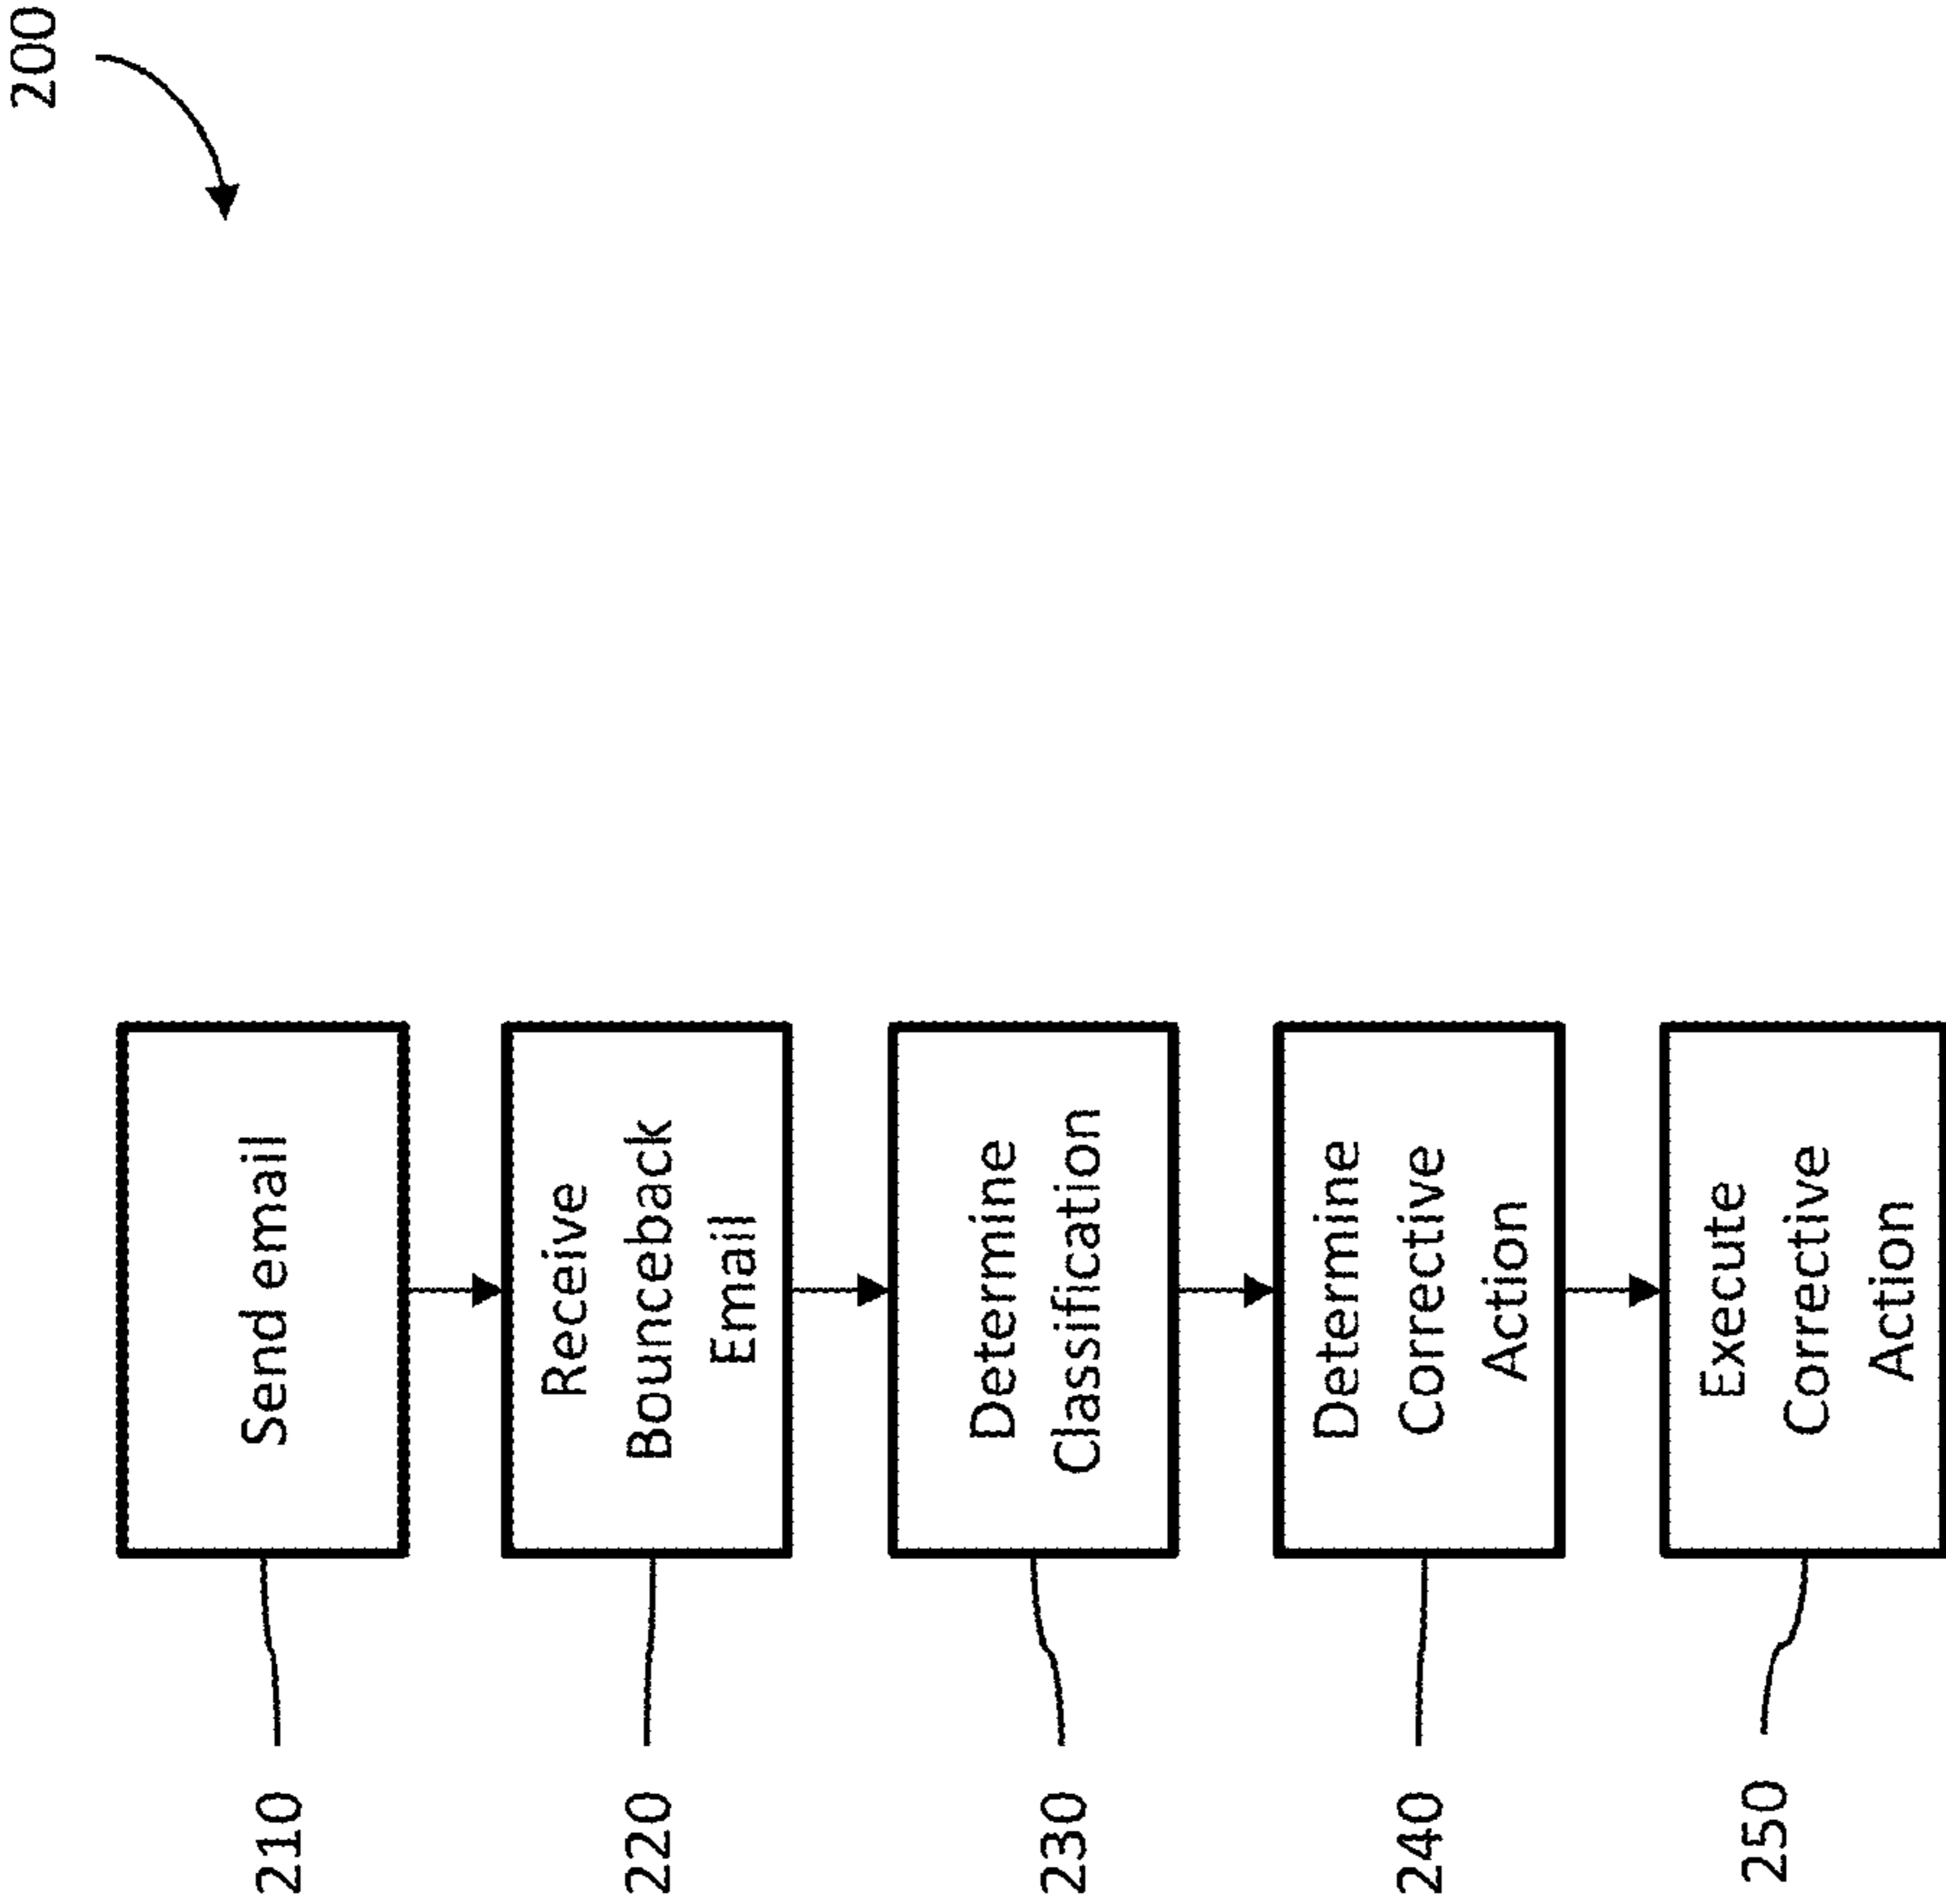 200
210
Send email
220
Receive
Bounceback
Email
230
Determine
Classification
240
Determine
Corrective
Action
250
Execute
Corrective
Action